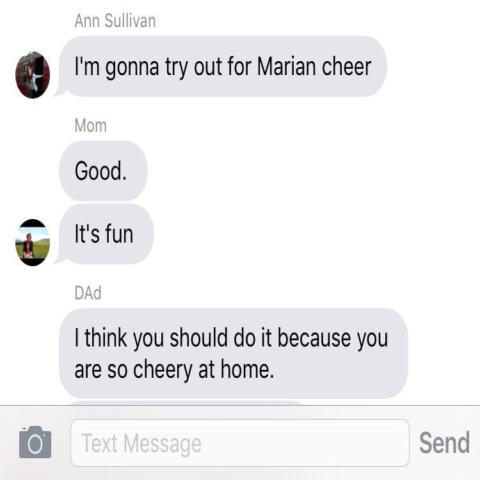 Ann Sullivan
I'm gonna try out for Marian cheer
Mom
Good.
It's fun
DAd
I think you should do it because you
are so cheery at home.
Text Message
Send